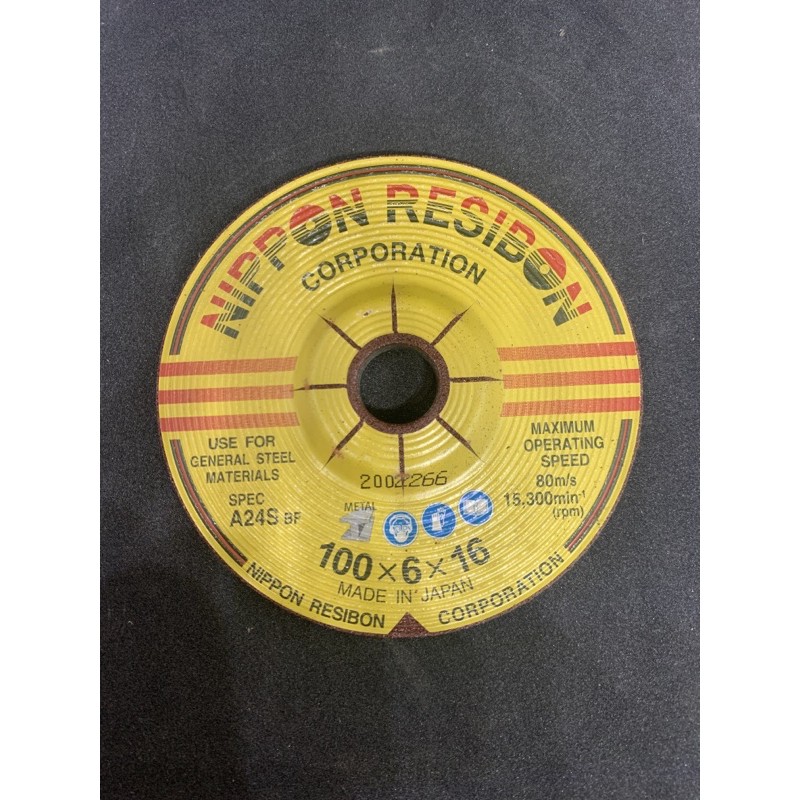 NIPPON RESIBON
CORPORATION
USE FOR
GENERAL STEEL
MATERIALS
SPEC
A24S BF
2002266
METAL
MAXIMUM
OPERATING
SPEED
80m/s
15,300min-1
(rpm)
100×6×16
MADE IN JAPAN
NIPPON RESIBON CORPORATION